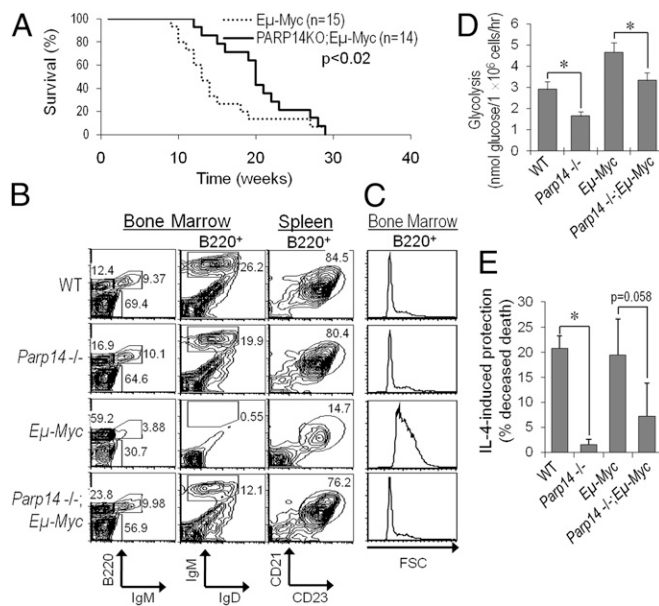 A
Survival (%)
100
80
60
40
20
0
0
10
20
30
40
Time (weeks)
Eμ-Myc (n=15)
PARP14KO;Eμ-Myc (n=14)
p<0.02
B
Bone Marrow
B220+
Spleen
B220+
WT
12.4
9.37
69.4
26.2
84.5
Parp14 -/-
16.9
10.1
64.6
19.9
80.4
Eμ-Myc
59.2
3.88
30.7
0.55
14.7
Parp14 -/-;
Eμ-Myc
23.8
9.98
56.9
12.1
76.2
B220
IgM
IgM
IgD
CD21
CD23
C
Bone Marrow
B220+
FSC
D
Glycolysis
(nmol glucose/1 ×10⁶ cells/hr)
6
5
4
3
2
1
0
*
*
WT
Parp14 -/-
Eμ-Myc
Parp14 -/-;Eμ-Myc
E
IL-4-induced protection
(% deceased death)
30
25
20
15
10
5
0
*
p=0.058
WT
Parp14 -/-
Eμ-Myc
Parp14 -/-;Eμ-Myc